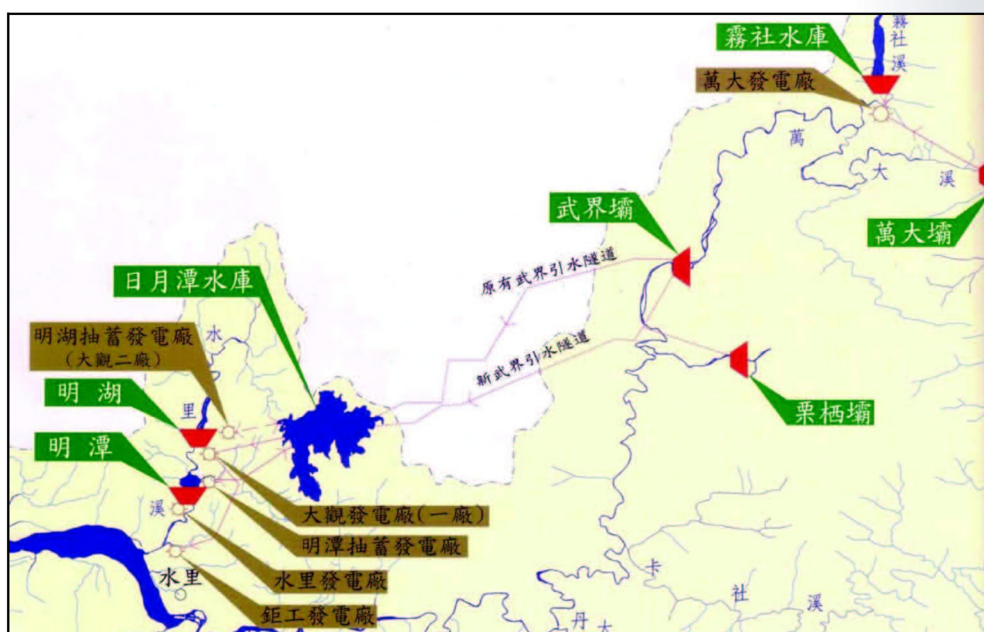 霧社水庫
霧社溪
萬大發電廠
萬
大
溪
武界壩
萬大壩
原有武界引水隧道
日月潭水庫
水
明湖抽蓄發電廠
(大觀二廠)
新武界引水隧道
明湖
里
栗栖壩
明潭
溪
大觀發電廠(一廠)
明潭抽蓄發電廠
水里
水里發電廠
鉅工發電廠
卡
社
溪
丹
大